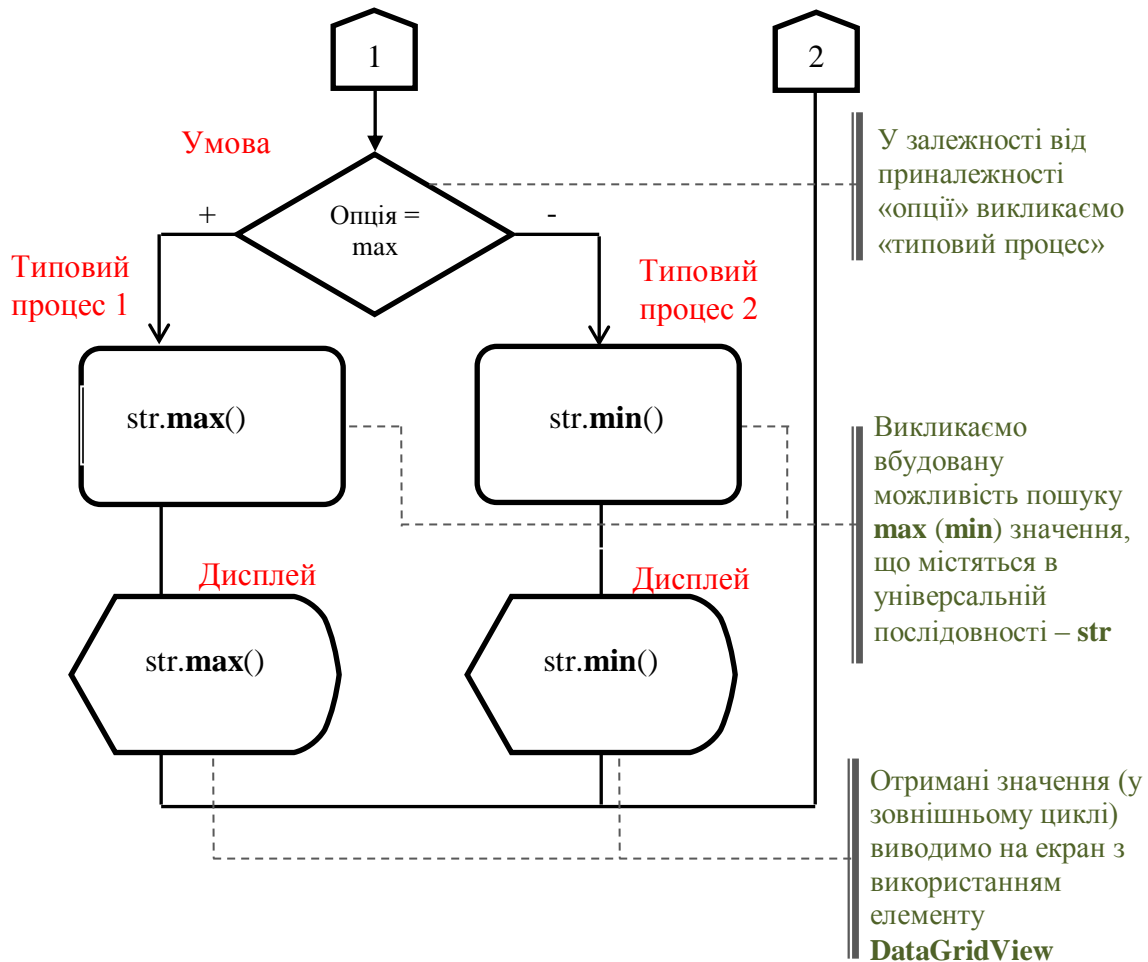 1
2
Умова
У залежності від
приналежності
«опції» викликаємо
«типовий процес»
+
Опція =
max
-
Типовий
процес 1
Типовий
процес 2
str.max()
str.min()
Викликаємо
вбудовану
можливість пошуку
max (min) значення,
що містяться в
універсальній
послідовності – str
Дисплей
Дисплей
str.max()
str.min()
Отримані значення (у
зовнішньому циклі)
виводимо на екран з
використанням
елементу
DataGridView